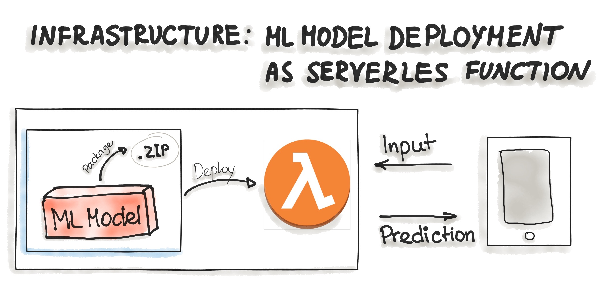 INFRASTRUCTURE: ML MODEL DEPLOYMENT
AS SERVERLES FUNCTION
Package
.ZIP
Deploy
ML Model
λ
Input
Prediction